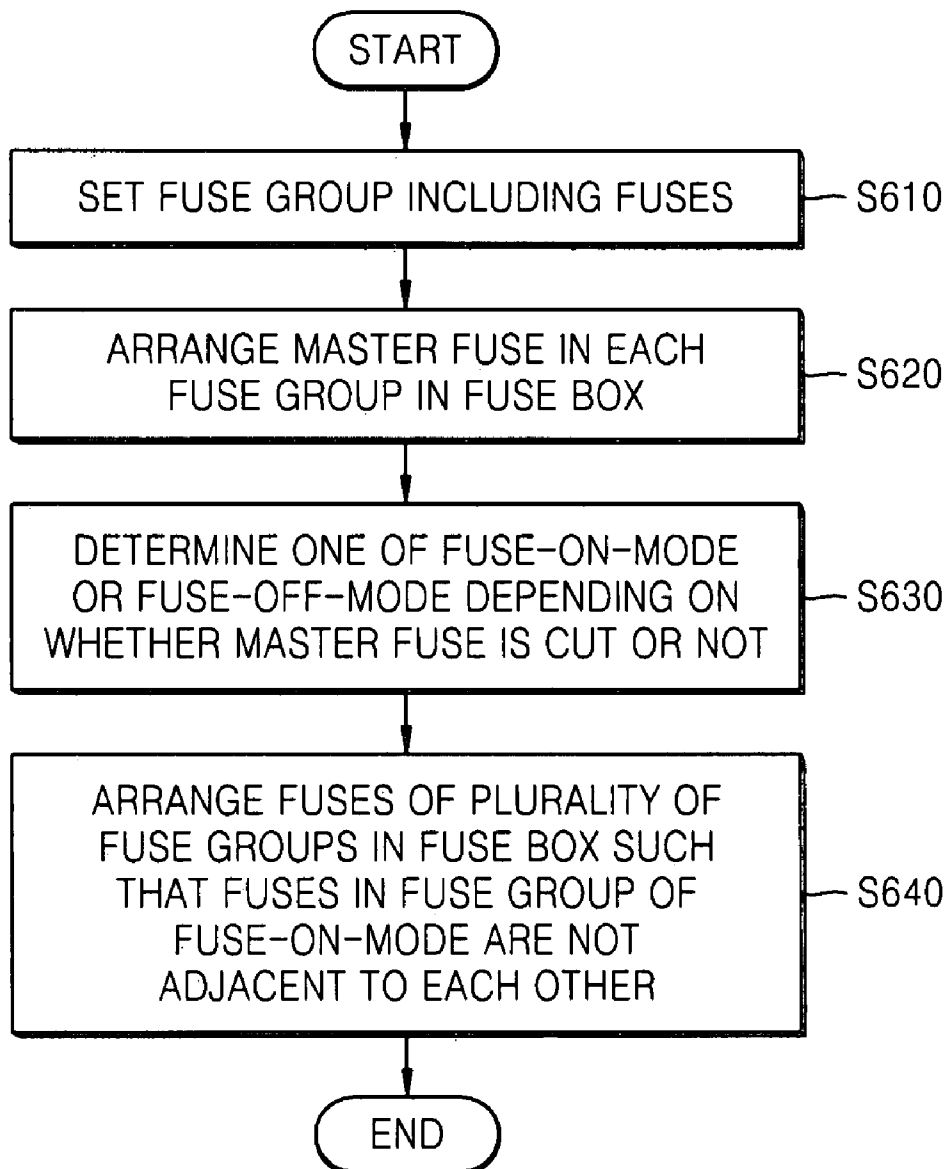 START
SET FUSE GROUP INCLUDING FUSES
S610
ARRANGE MASTER FUSE IN EACH
FUSE GROUP IN FUSE BOX
S620
DETERMINE ONE OF FUSE-ON-MODE
OR FUSE-OFF-MODE DEPENDING ON
WHETHER MASTER FUSE IS CUT OR NOT
S630
ARRANGE FUSES OF PLURALITY OF
FUSE GROUPS IN FUSE BOX SUCH
THAT FUSES IN FUSE GROUP OF
FUSE-ON-MODE ARE NOT
ADJACENT TO EACH OTHER
S640
END